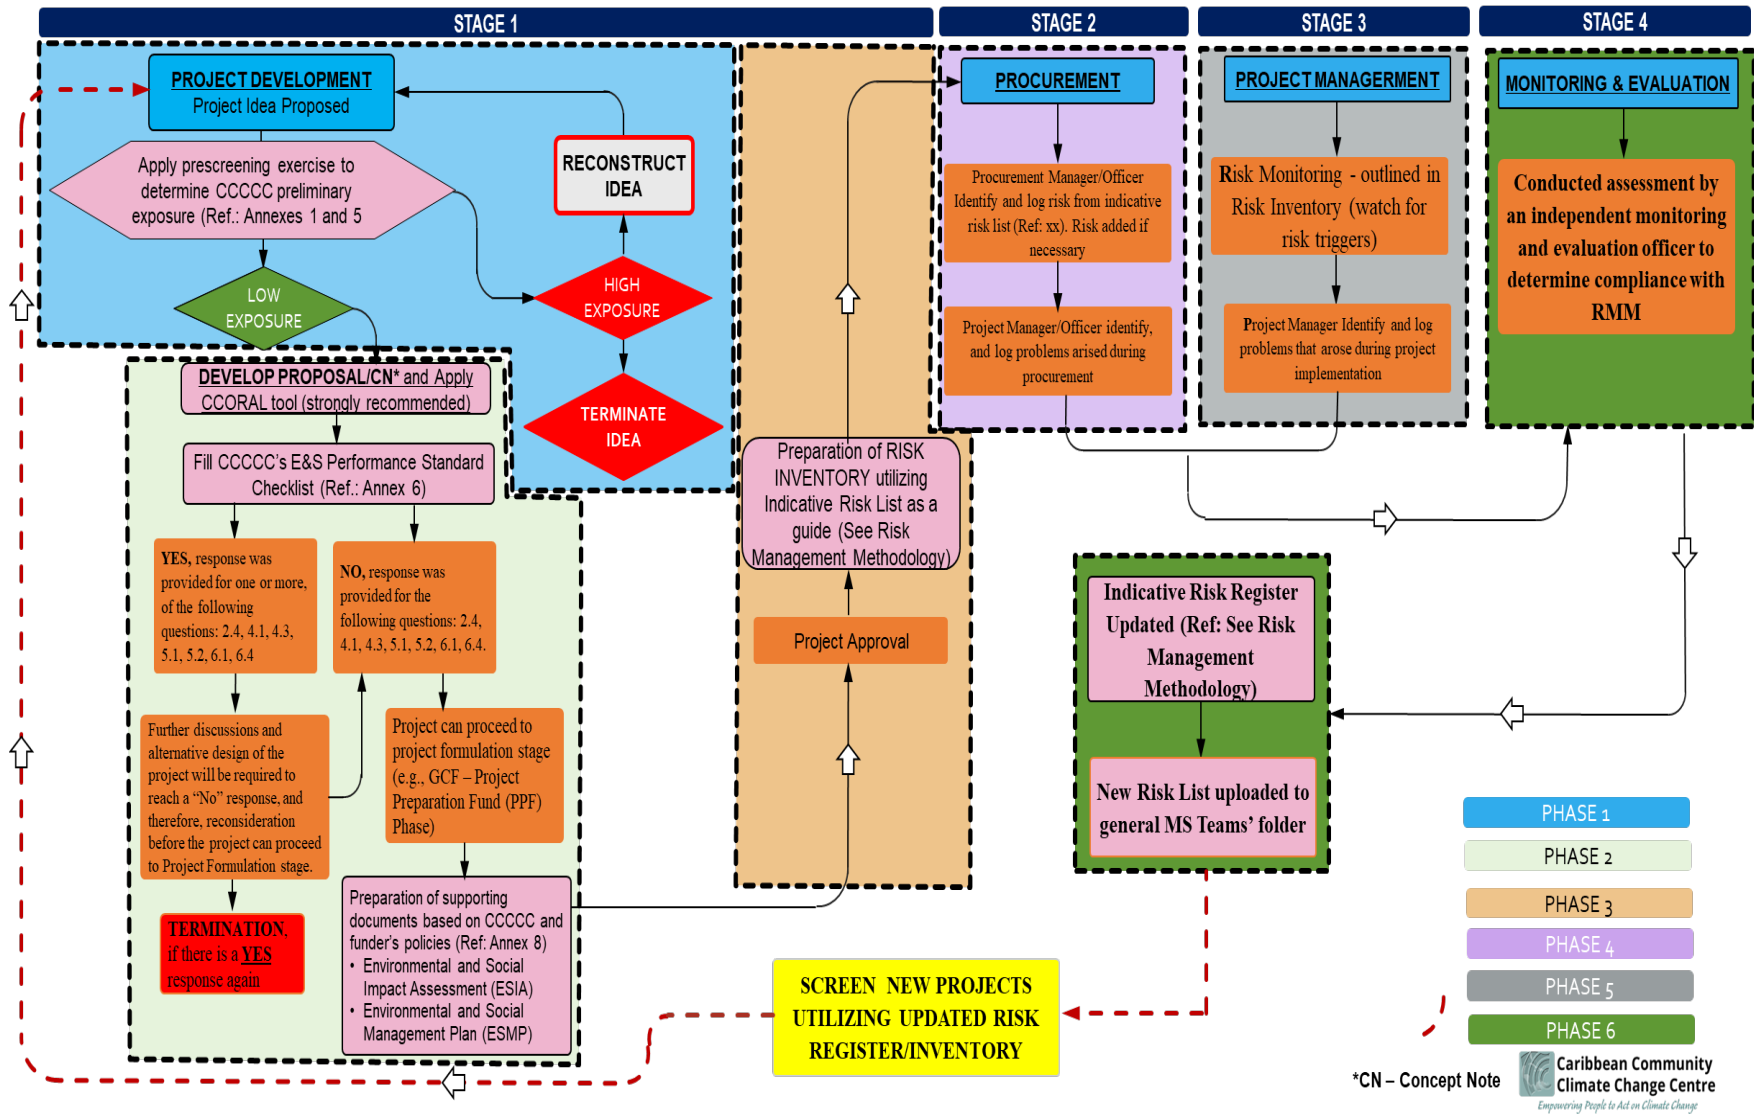 STAGE 1
STAGE 2
STAGE 3
STAGE 4
PROJECT DEVELOPMENT
Project Idea Proposed
Apply prescreening exercise to
determine CCCCC preliminary
exposure (Ref.: Annexes 1 and 5
LOW
EXPOSURE
RECONSTRUCT
IDEA
HIGH
EXPOSURE
TERMINATE
IDEA
DEVELOP PROPOSAL/CN* and Apply
CCORAL tool (strongly recommended)
Fill CCCCC's E&S Performance Standard
Checklist (Ref.: Annex 6)
YES, response was
provided for one or more,
of the following
questions: 2.4, 4.1, 4.3,
5.1, 5.2, 6.1, 6.4
NO, response was
provided for the
following questions: 2.4,
4.1, 4.3, 5.1, 5.2, 6.1, 6.4.
Further discussions and
alternative design of the
project will be required to
reach a “No” response, and
therefore, reconsideration
before the project can proceed
to Project Formulation stage.
TERMINATION,
if there is a YES
response again
Project can proceed to
project formulation stage
(e.g., GCF – Project
Preparation Fund (PPF)
Phase)
Preparation of supporting
documents based on CCCCC and
funder's policies (Ref: Annex 8)
• Environmental and Social
Impact Assessment (ESIA)
• Environmental and Social
Management Plan (ESMP)
Preparation of RISK
INVENTORY utilizing
Indicative Risk List as a
guide (See Risk
Management Methodology)
Project Approval
PROCUREMENT
Procurement Manager/Officer
Identify and log risk from indicative
risk list (Ref: xx). Risk added if
necessary
Project Manager/Officer identify,
and log problems arised during
procurement
PROJECT MANAGERMENT
Risk Monitoring - outlined in
Risk Inventory (watch for
risk triggers)
Project Manager Identify and log
problems that arose during project
implementation
MONITORING & EVALUATION
Conducted assessment by
an independent monitoring
and evaluation officer to
determine compliance with
RMM
Indicative Risk Register
Updated (Ref: See Risk
Management
Methodology)
New Risk List uploaded to
general MS Teams’ folder
SCREEN NEW PROJECTS
UTILIZING UPDATED RISK
REGISTER/INVENTORY
PHASE 1
PHASE 2
PHASE 3
PHASE 4
PHASE 5
PHASE 6
*CN – Concept Note
Caribbean Community
Climate Change Centre
Empowering People to Act on Climate Change